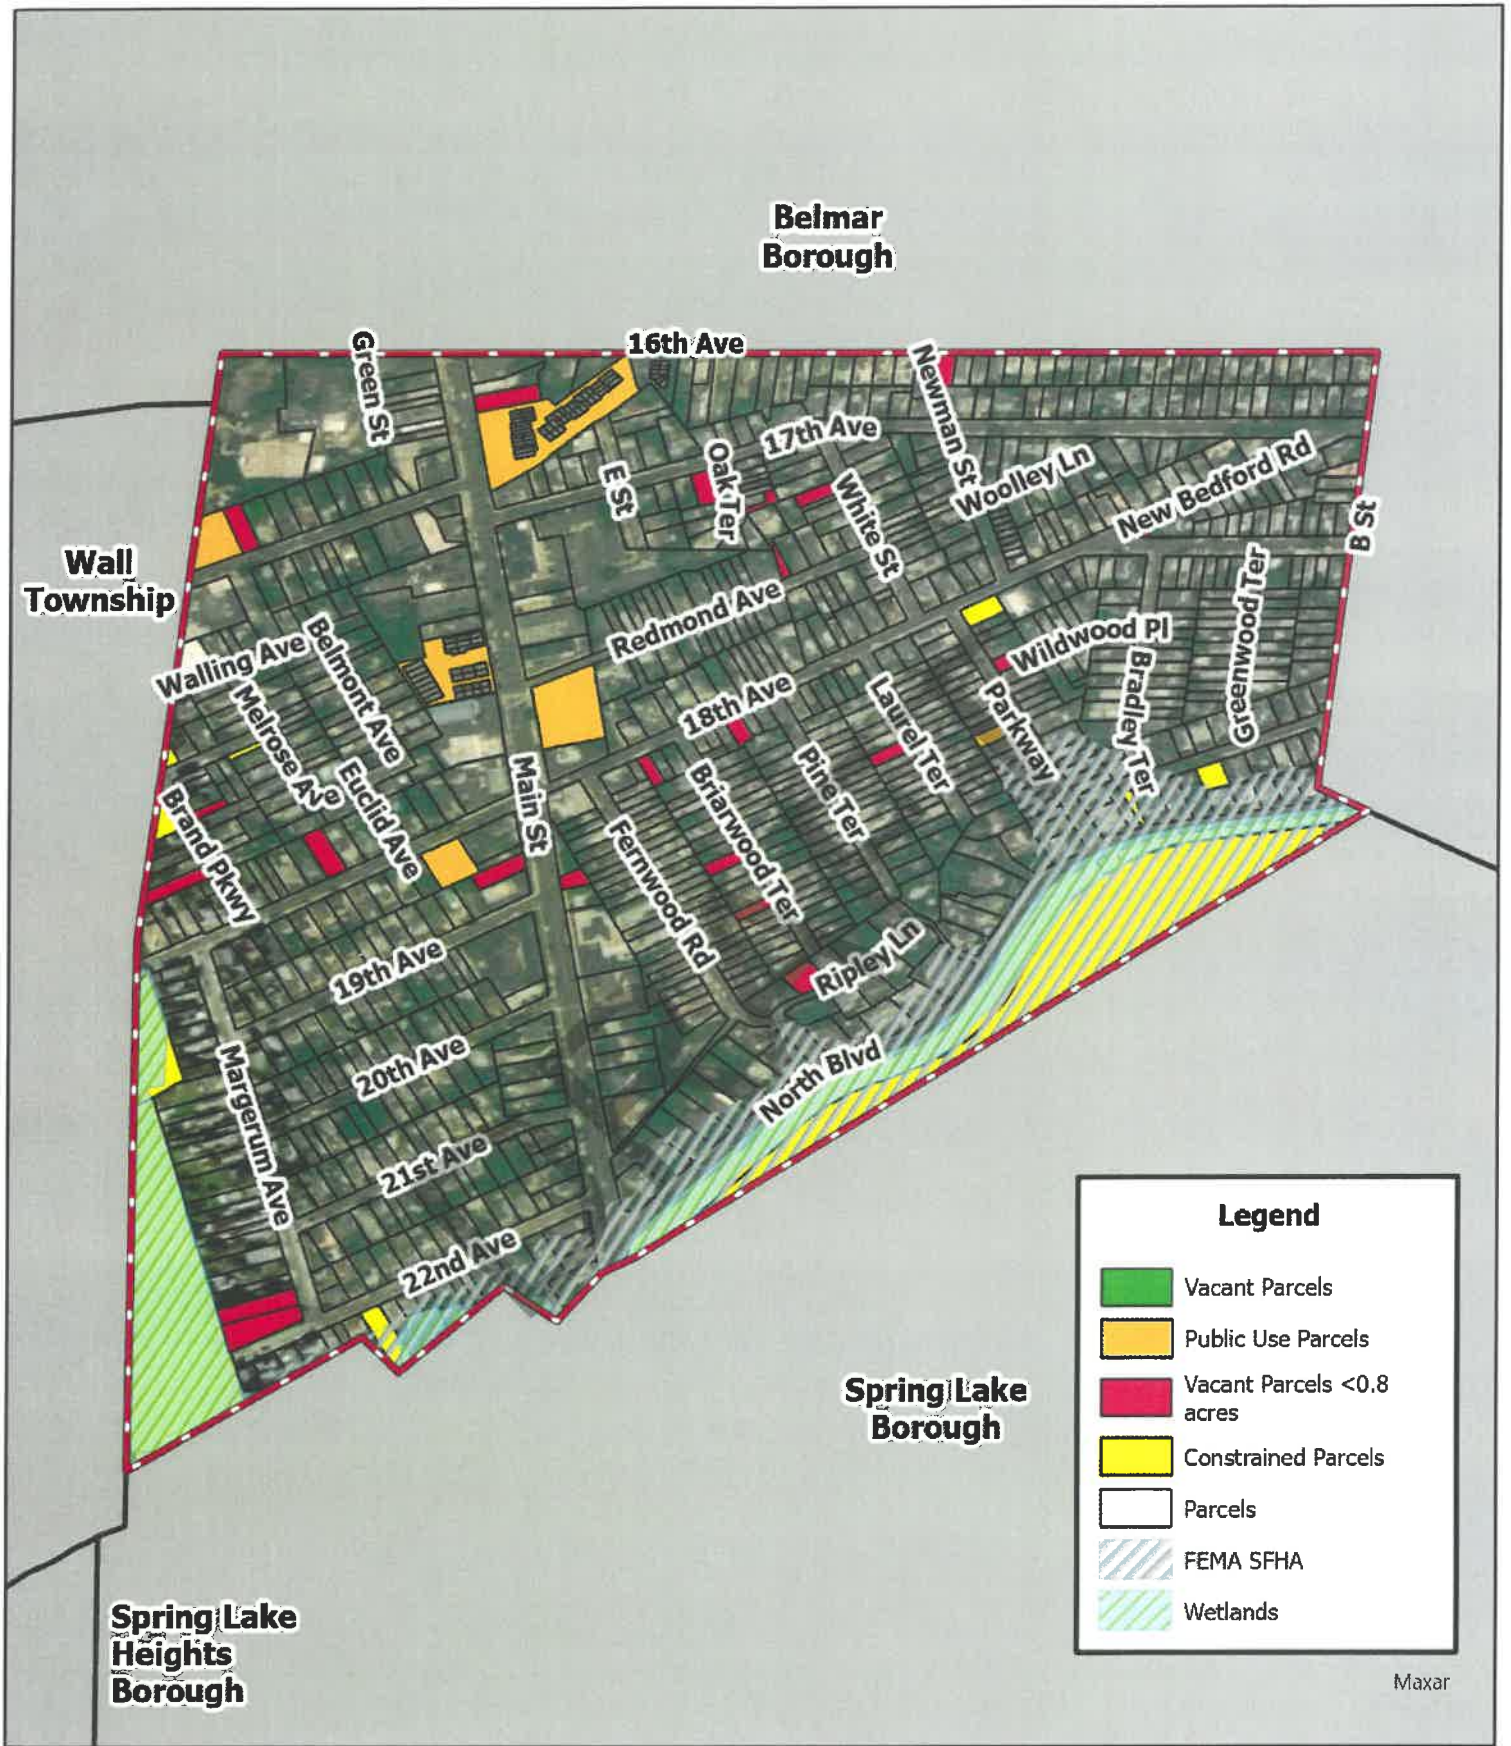 Belmar
Borough
16th Ave
Green St
Newman St
17th Ave
Oak Ter
E St
Woolley Ln
New Bedford Rd
White St
B St
Wall
Township
Redmond Ave
Greenwood Ter
Walling Ave
Belmont Ave
Wildwood Pl
Melrose Ave
18th Ave
Laurel Ter
Parkway
Bradley Ter
Euclid Ave
Main St
Briarwood Ter
Pine Ter
Brand Pkwy
Fernwood Rd
19th Ave
Ripley Ln
20th Ave
North Blvd
Margerum Ave
21st Ave
22nd Ave
Spring Lake
Borough
Spring Lake
Heights
Borough
Legend
Vacant Parcels
Public Use Parcels
Vacant Parcels <0.8
acres
Constrained Parcels
Parcels
FEMA SFHA
Wetlands
Maxar